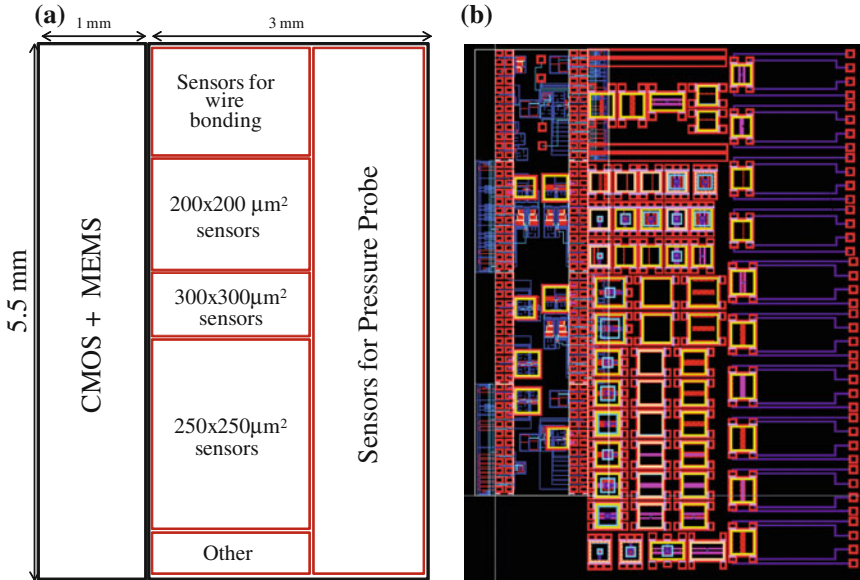 (a)
(b)
1 mm
3 mm
5.5 mm
CMOS + MEMS
Sensors for
wire
bonding
200x200 µm²
sensors
300x300µm²
sensors
250x250µm²
sensors
Other
Sensors for Pressure Probe